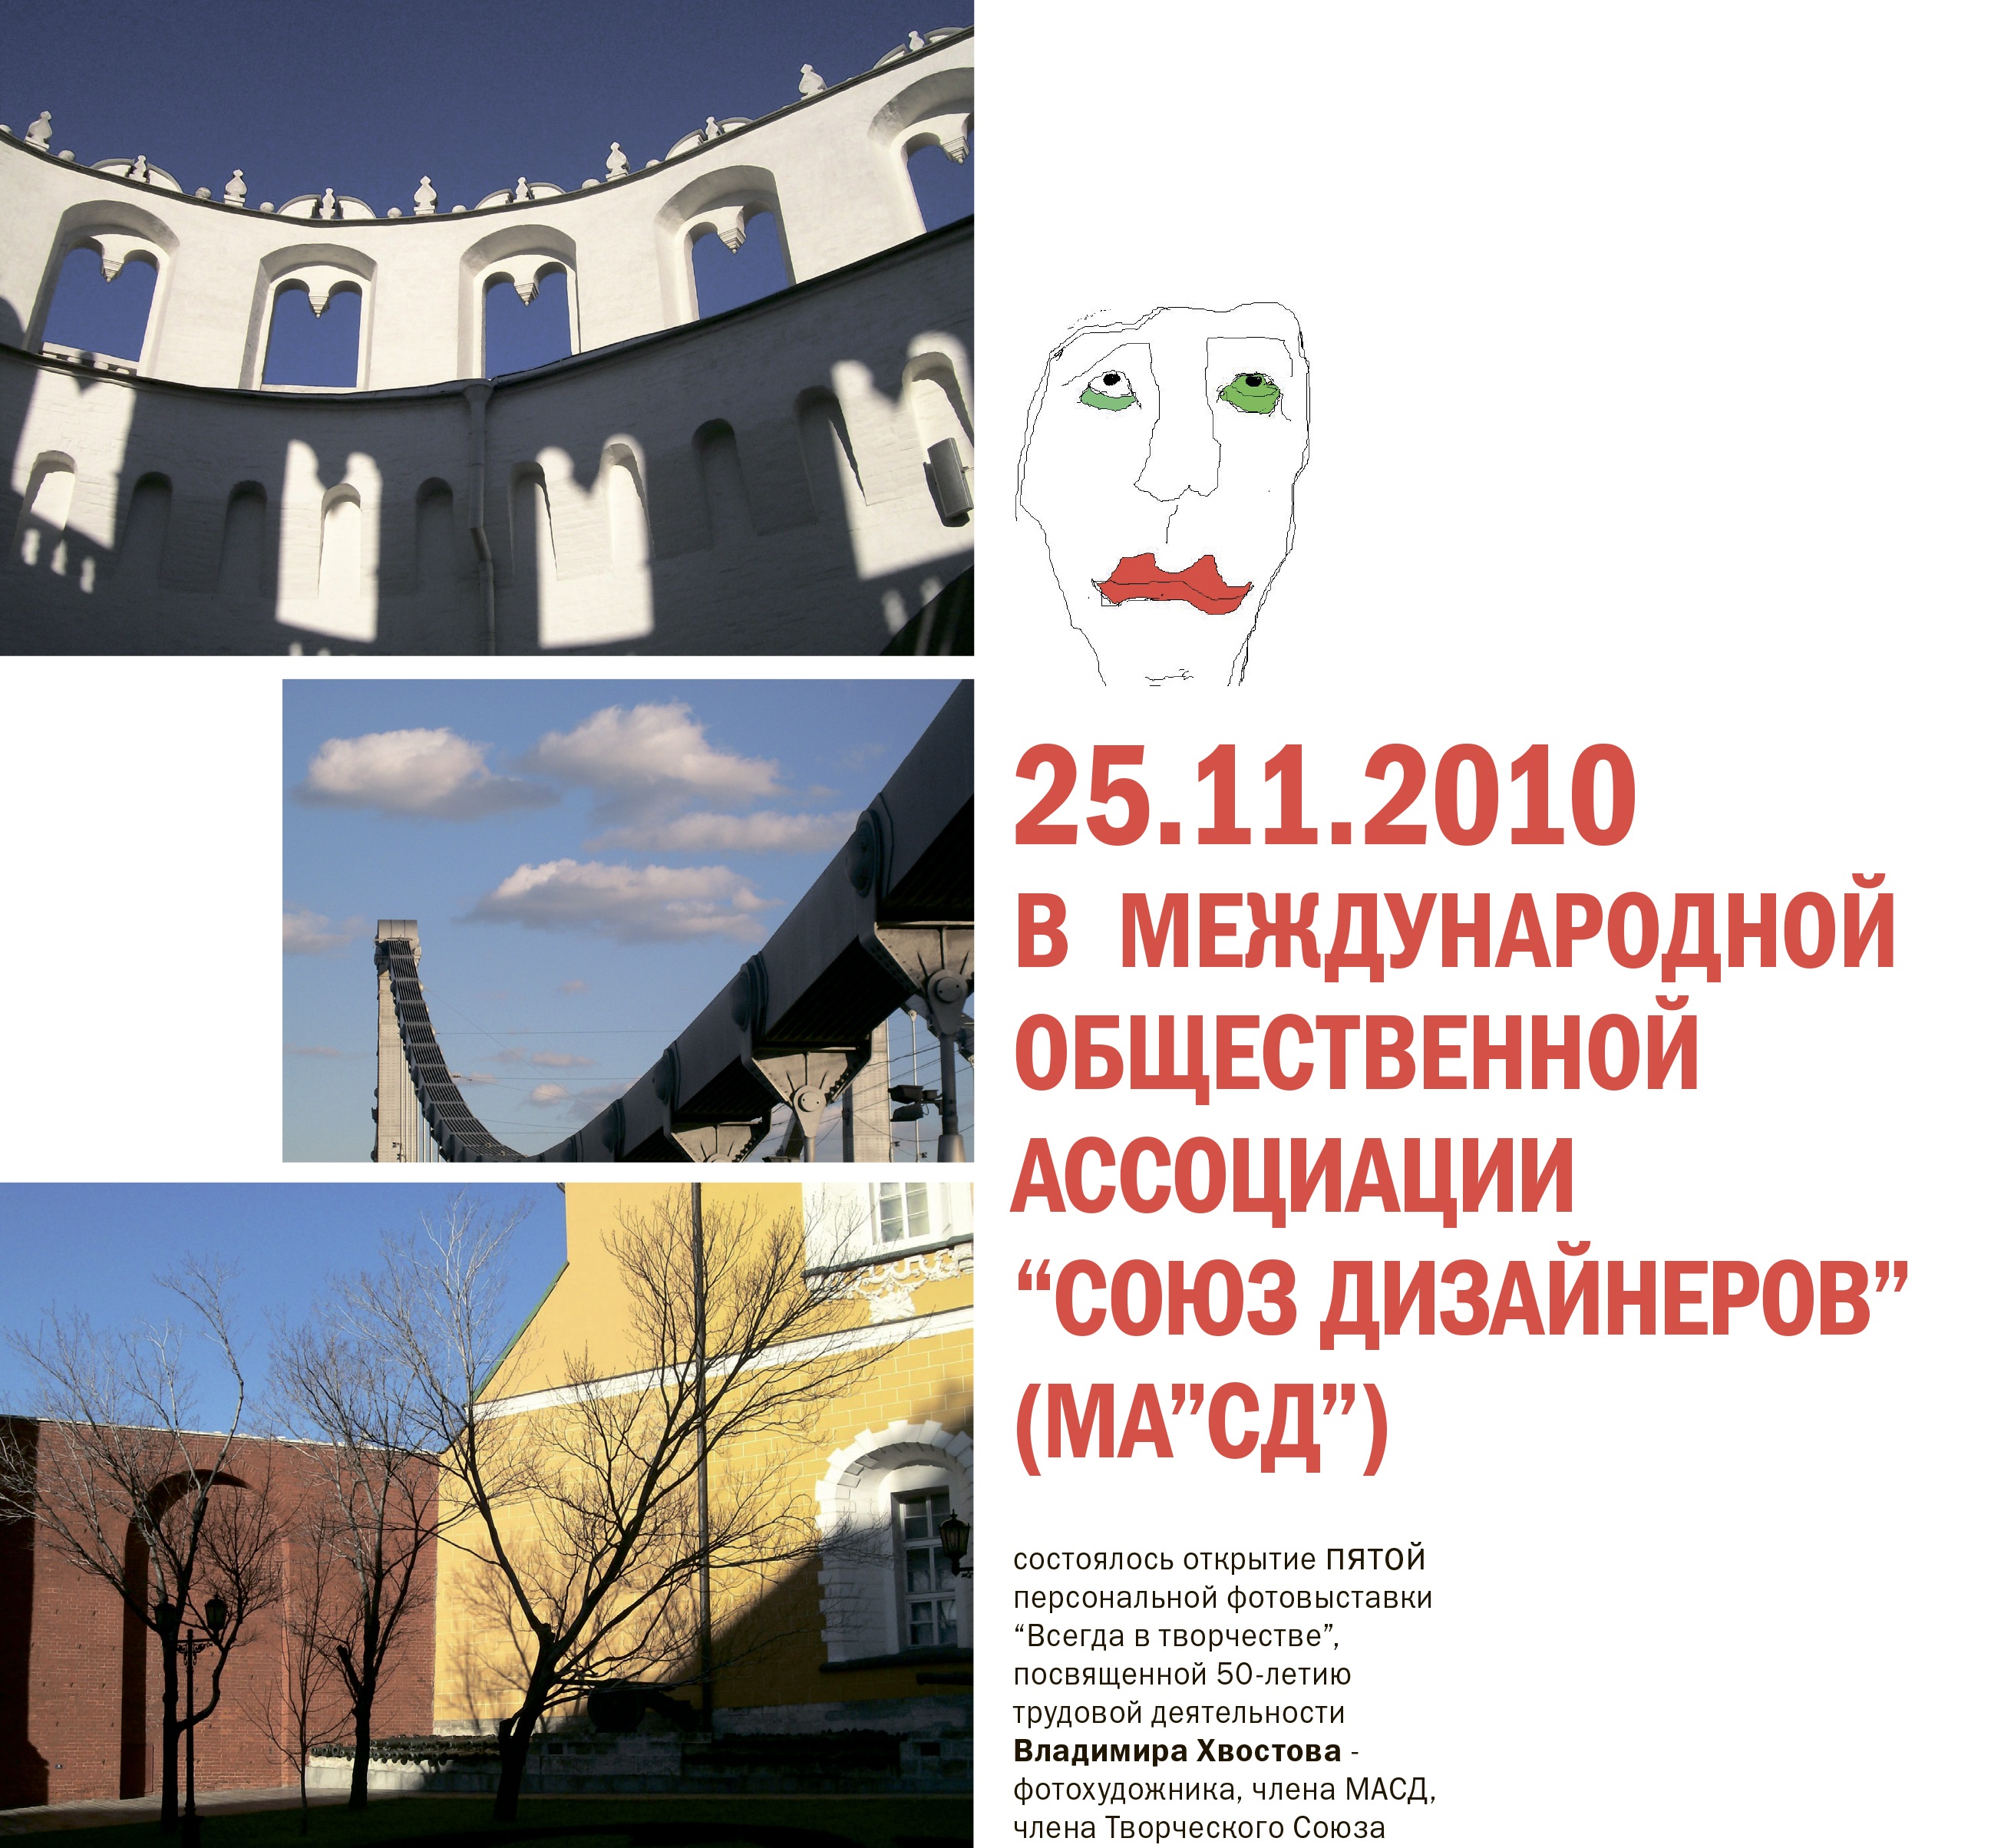 25.11.2010
В МЕЖДУНАРОДНОЙ
ОБЩЕСТВЕННОЙ
АССОЦИАЦИИ
“СОЮЗ ДИЗАЙНЕРОВ”
(МА”СД”)
состоялось открытие ПЯТОЙ
персональной фотовыставки
“Всегда в творчестве”,
посвященной 50-летию
трудовой деятельности
Владимира Хвостова -
фотохудожника, члена МАСД,
члена Творческого Союза